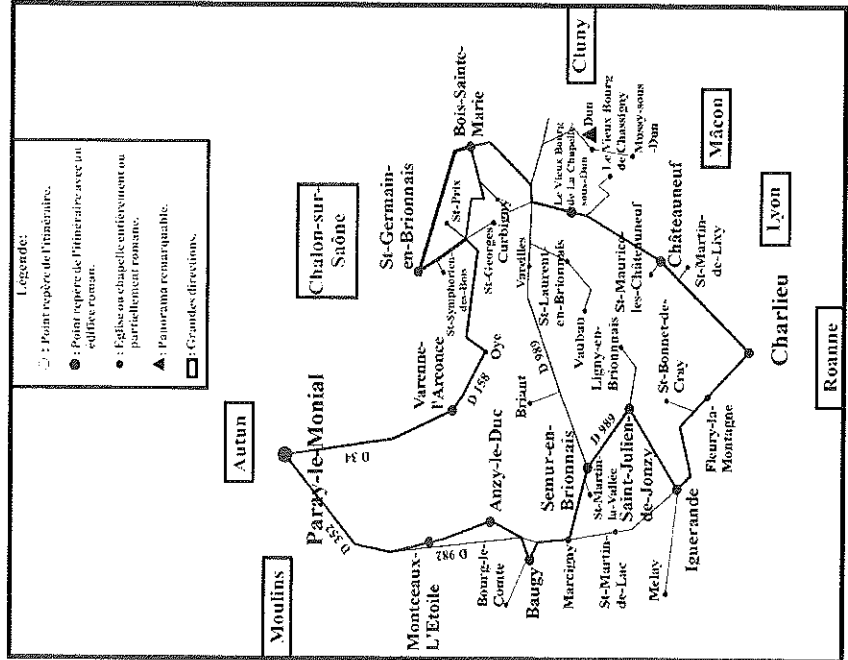 Légende:
: Point repère de l'itinéraire.
: Point repère de l'itinéraire avec un
édifice roman.
: Eglise ou chapelle entièrement ou
partiellement romane.
: Panorama remarquable.
: Grandes directions.
Moulins
Autun
Chalon-sur-
Saône
Cluny
Mâcon
Lyon
Roanne
Paray-le-Monial
D 352
D 34
D 982
D 158
D 989
D 989
Montceaux-
L'Etoile
Anzy-le-Duc
Bourg-le-
Comte
Baugy
Marcigny
St-Martin-
de-Lac
Melay
Iguerande
Varenne-
l'Arconce
Oye
St-Germain-
en-Brionnais
St-Symphorien-
des-Bois
St-Prix
St-Georges
Curbigny
Bois-Sainte-
Marie
Briant
Vareilles
St-Laurent-
en-Brionnais
Vauban
Ligny-en-
Brionnais
Semur-en-
Brionnais
St-Martin-
la-Vallée
Saint-Julien-
de-Jonzy
Le Vieux Bourg
de La Chapelle-
sous-Dun
Dun
Le Vieux Bourg
de Chassigny
Mussy-sous
-Dun
St-Maurice-
les-Châteauneuf
Châteauneuf
St-Martin-
de-Lixy
St-Bonnet-de-
Cray
Fleury-la-
Montagne
Charlieu